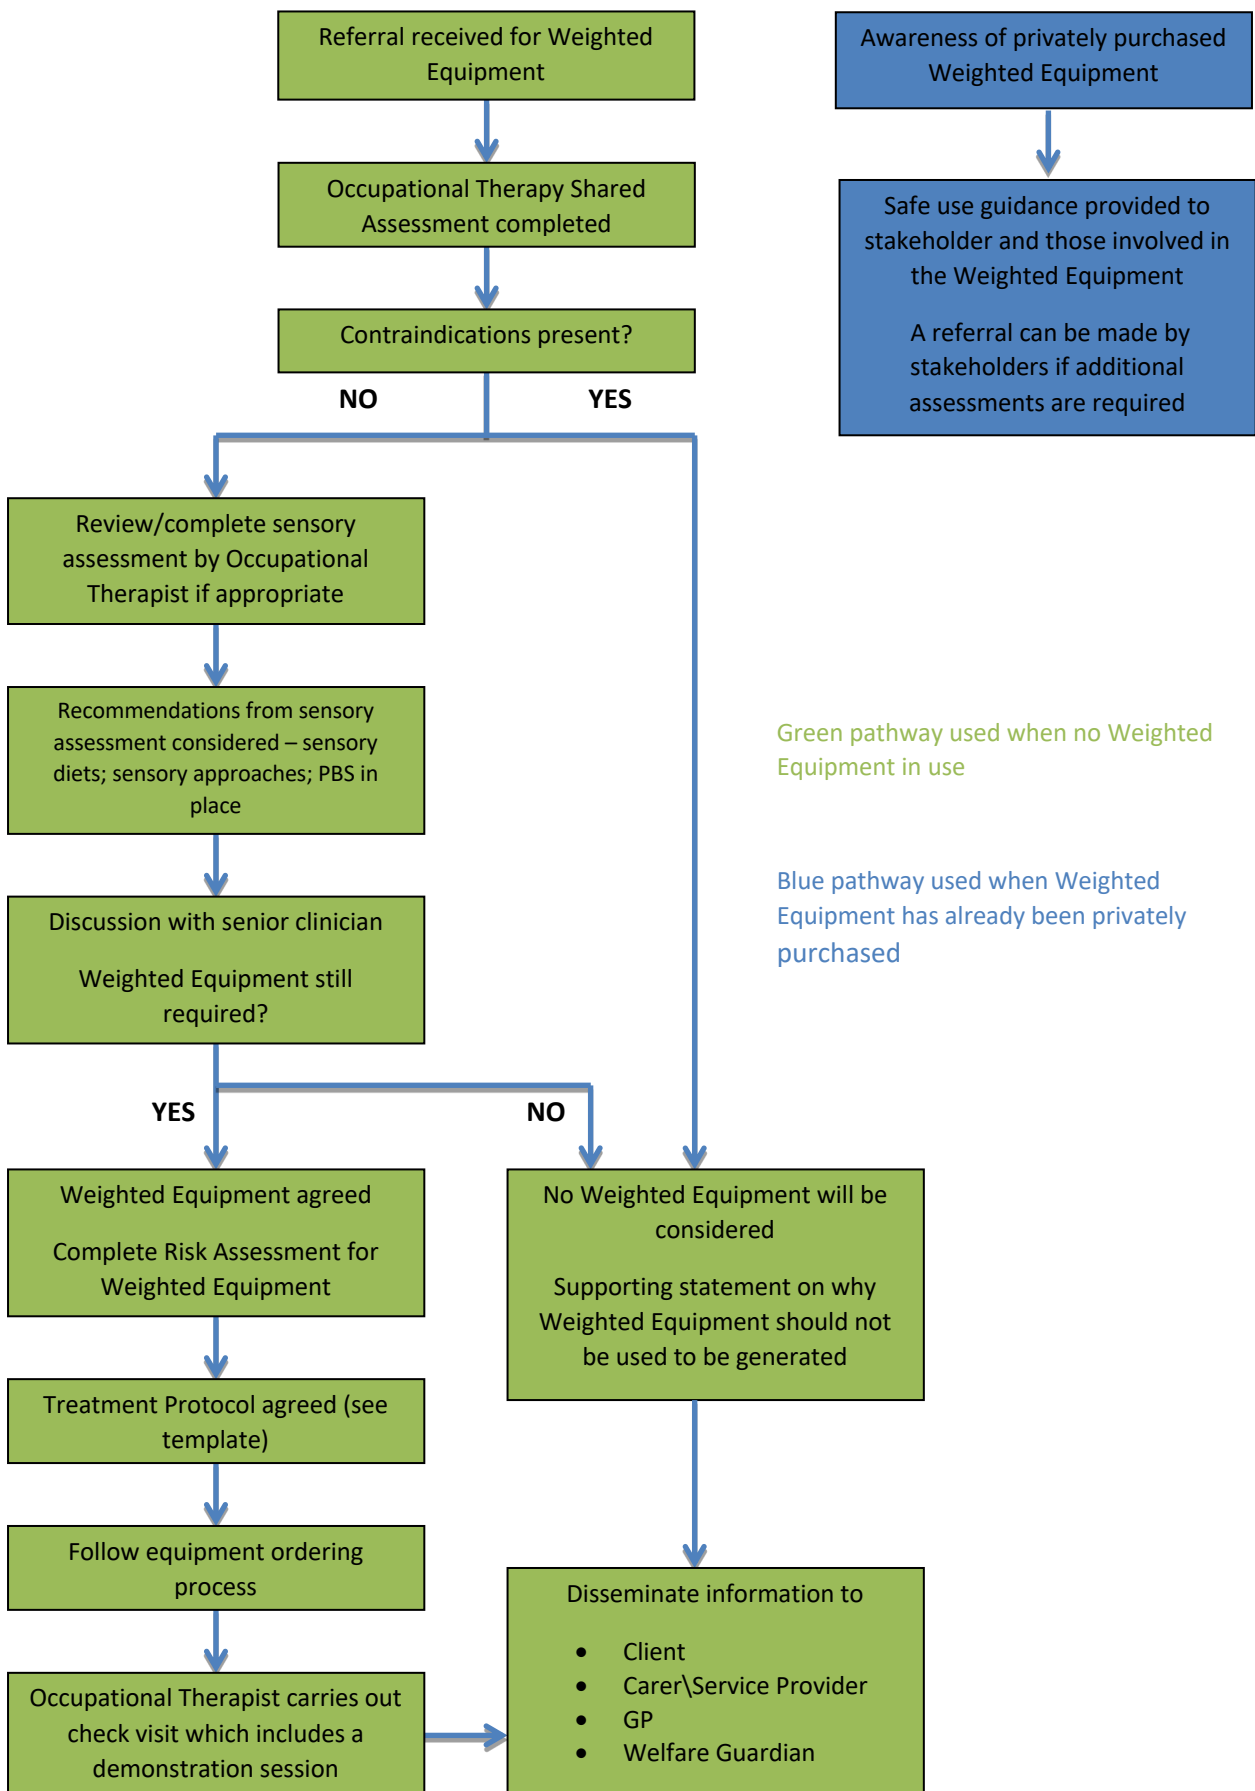 Referral received for Weighted
Equipment
Awareness of privately purchased
Weighted Equipment
Occupational Therapy Shared
Assessment completed
Safe use guidance provided to
stakeholder and those involved in
the Weighted Equipment
A referral can be made by
stakeholders if additional
assessments are required
Contraindications present?
NO
YES
Review/complete sensory
assessment by Occupational
Therapist if appropriate
Recommendations from sensory
assessment considered – sensory
diets; sensory approaches; PBS in
place
Green pathway used when no Weighted
Equipment in use
Blue pathway used when Weighted
Equipment has already been privately
purchased
Discussion with senior clinician
Weighted Equipment still
required?
YES
NO
Weighted Equipment agreed
Complete Risk Assessment for
Weighted Equipment
No Weighted Equipment will be
considered
Supporting statement on why
Weighted Equipment should not
be used to be generated
Treatment Protocol agreed (see
template)
Follow equipment ordering
process
Occupational Therapist carries out
check visit which includes a
demonstration session
Disseminate information to
• Client
• Carer\Service Provider
• GP
• Welfare Guardian